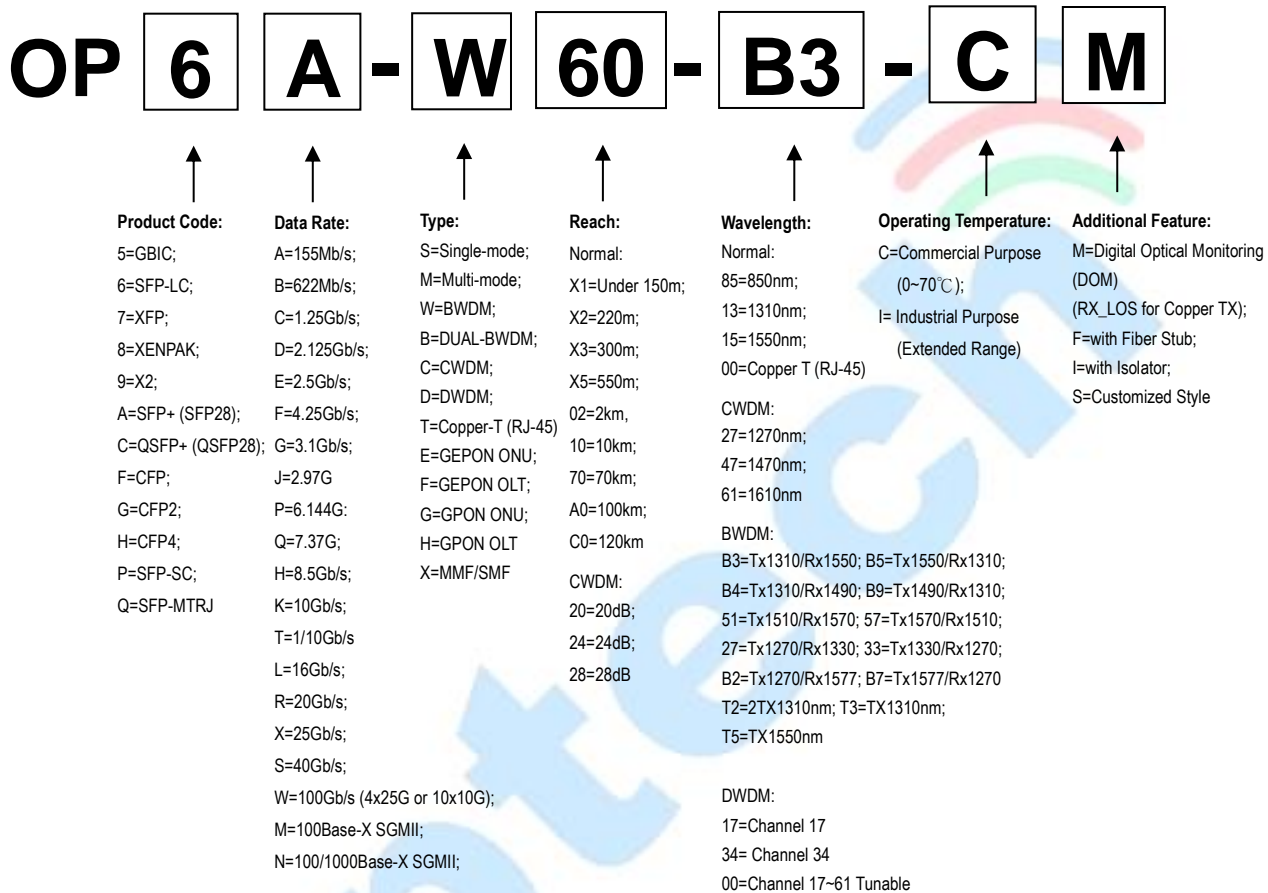 OP 6 A - W 60 - B3 - C M
Product Code:
5=GBIC;
6=SFP-LC;
7=XFP;
8=XENPAK;
9=X2;
A=SFP+ (SFP28);
C=QSFP+ (QSFP28);
F=CFP;
G=CFP2;
H=CFP4;
P=SFP-SC;
Q=SFP-MTRJ
Data Rate:
A=155Mb/s;
B=622Mb/s;
C=1.25Gb/s;
D=2.125Gb/s;
E=2.5Gb/s;
F=4.25Gb/s;
G=3.1Gb/s;
J=2.97G
P=6.144G:
Q=7.37G;
H=8.5Gb/s;
K=10Gb/s;
T=1/10Gb/s
L=16Gb/s;
R=20Gb/s;
X=25Gb/s;
S=40Gb/s;
W=100Gb/s (4x25G or 10x10G);
M=100Base-X SGMII;
N=100/1000Base-X SGMII;
Type:
S=Single-mode;
M=Multi-mode;
W=BWDM;
B=DUAL-BWDM;
C=CWDM;
D=DWDM;
T=Copper-T (RJ-45)
E=GEPON ONU;
F=GEPON OLT;
G=GPON ONU;
H=GPON OLT
X=MMF/SMF
Reach:
Normal:
X1=Under 150m;
X2=220m;
X3=300m;
X5=550m;
02=2km,
10=10km;
70=70km;
A0=100km;
C0=120km
CWDM:
20=20dB;
24=24dB;
28=28dB
Wavelength:
Normal:
85=850nm;
13=1310nm;
15=1550nm;
00=Copper T (RJ-45)
CWDM:
27=1270nm;
47=1470nm;
61=1610nm
BWDM:
B3=Tx1310/Rx1550; B5=Tx1550/Rx1310;
B4=Tx1310/Rx1490; B9=Tx1490/Rx1310;
51=Tx1510/Rx1570; 57=Tx1570/Rx1510;
27=Tx1270/Rx1330; 33=Tx1330/Rx1270;
B2=Tx1270/Rx1577; B7=Tx1577/Rx1270
T2=2TX1310nm; T3=TX1310nm;
T5=TX1550nm
DWDM:
17=Channel 17
34= Channel 34
00=Channel 17~61 Tunable
Operating Temperature:
C=Commercial Purpose
(0~70℃);
I= Industrial Purpose
(Extended Range)
Additional Feature:
M=Digital Optical Monitoring
(DOM)
(RX_LOS for Copper TX);
F=with Fiber Stub;
I=with Isolator;
S=Customized Style